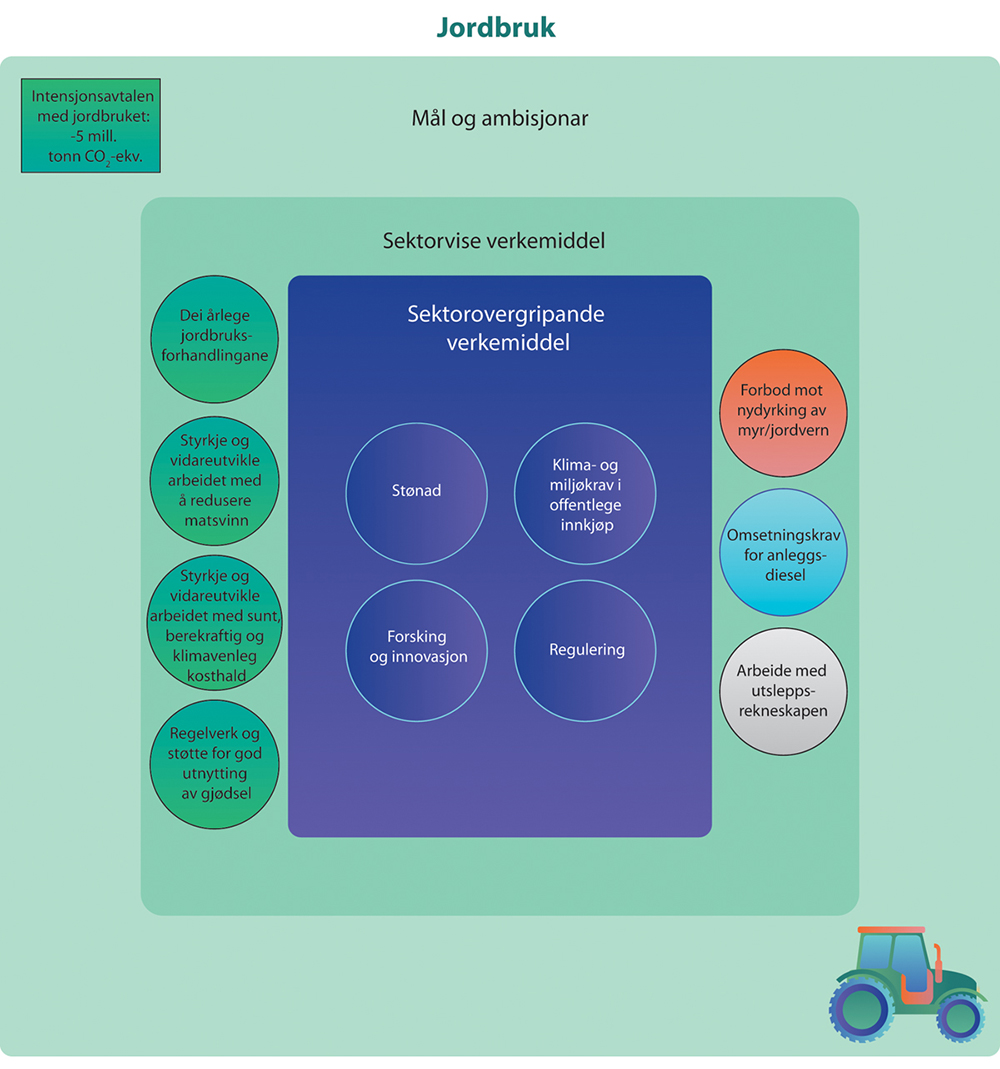 Jordbruk
Intensjonsavtalen
med jordbruket:
-5 mill.
tonn CO₂-ekv.
Mål og ambisjonar
Sektorvise verkemiddel
Dei årlege
jordbruks-
forhandlingane
Styrkje og
vidareutvikle
arbeidet med
å redusere
matsvinn
Styrkje og
vidareutvikle
arbeidet med sunt,
berekraftig og
klimavenleg
kosthald
Regelverk og
støtte for god
utnytting
av gjødsel
Sektorovergripande
verkemiddel
Stønad
Klima- og
miljøkrav i
offentlege
innkjøp
Forsking
og innovasjon
Regulering
Forbod mot
nydyrking av
myr/jordvern
Omsetningskrav
for anleggs-
diesel
Arbeide med
utslepps-
rekneskapen